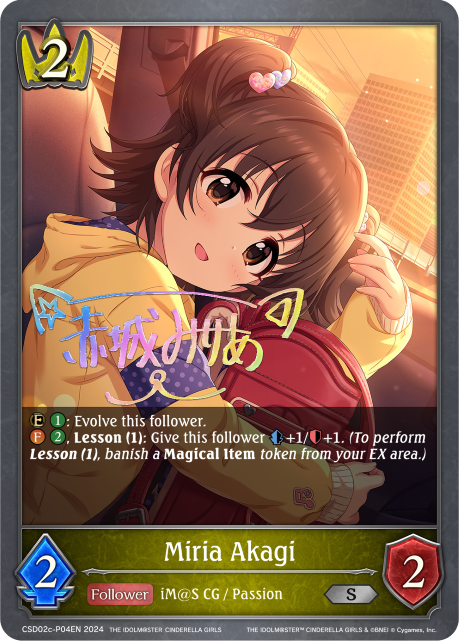 2
赤城みりあ
E 1: Evolve this follower.
F 2, Lesson (1): Give this follower +1/+1. (To perform
Lesson (1), banish a Magical Item token from your EX area.)
Miria Akagi
2
Follower
iM@S CG / Passion
S
2
CSD02c-P04EN 2024 THE IDOLM@STER CINDERELLA GIRLS THE IDOLM@STER™ CINDERELLA GIRLS & ©BNEI ® Cygames, Inc.